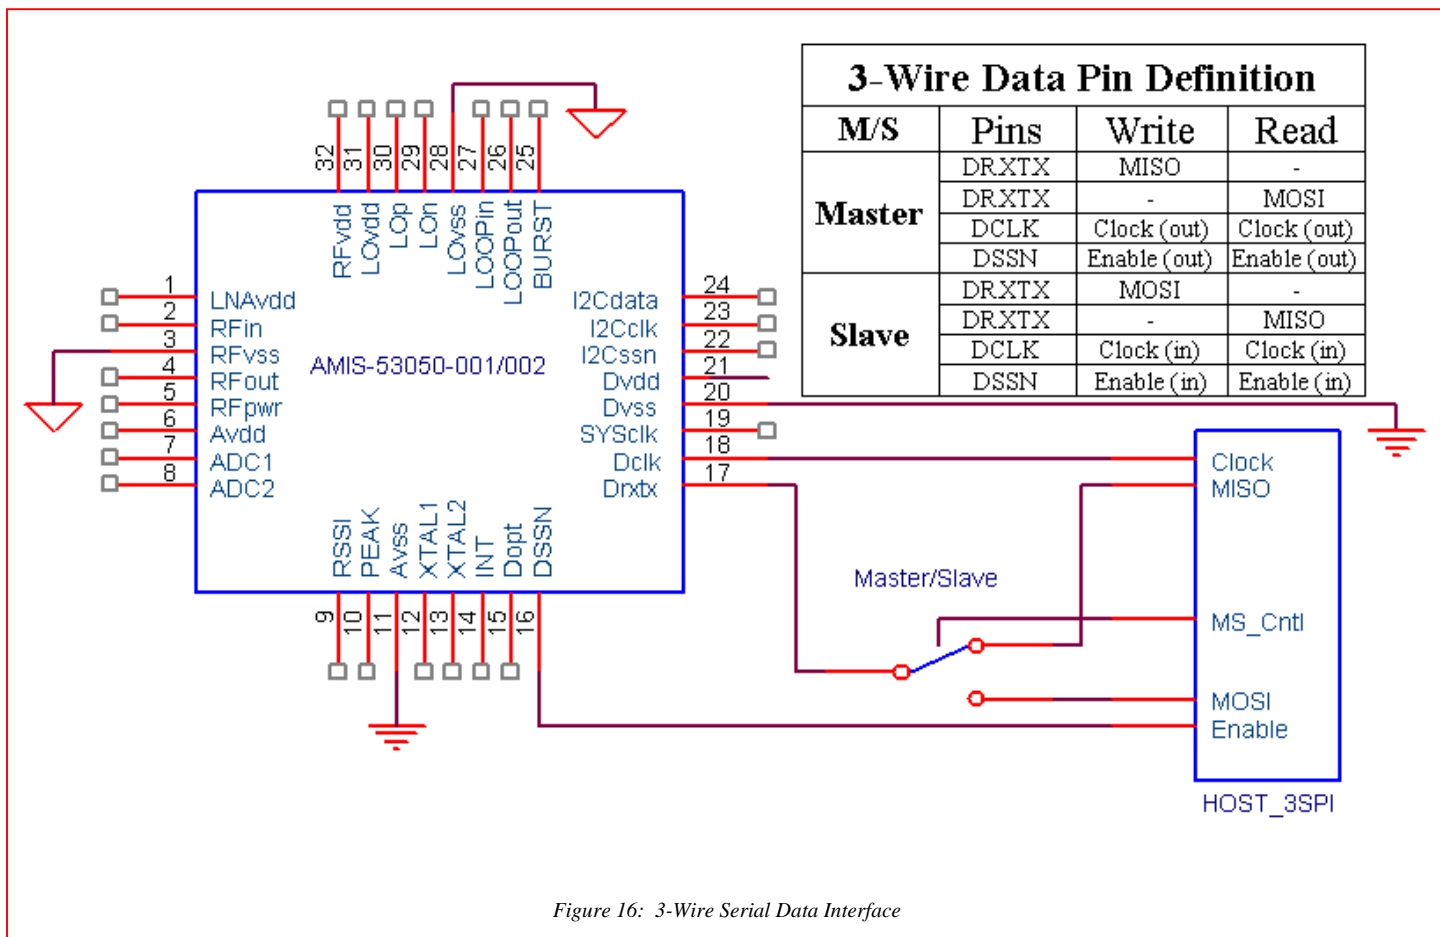 3-Wire Data Pin Definition
M/S Pins Write Read
Master
DRXTX MISO -
DRXTX - MOSI
DCLK Clock (out) Clock (out)
DSSN Enable (out) Enable (out)
Slave
DRXTX MOSI -
DRXTX - MISO
DCLK Clock (in) Clock (in)
DSSN Enable (in) Enable (in)
32 31 30 29 28 27 26 25
RFvdd
LOvdd
LOp
LOn
LOvss
LOOPin
LOOPout
BURST
1 LNAvdd
2 RFin
3 RFvss
4 RFout
5 RFpwr
6 Avdd
7 ADC1
8 ADC2
AMIS-53050-001/002
I2Cdata 24
I2Cclk 23
I2Cssn 22
Dvdd 21
Dvss 20
SYSclk 19
Dclk 18
Drxtx 17
RSSI
PEAK
Avss
XTAL1
XTAL2
INT
Dopt
DSSN
9 10 11 12 13 14 15 16
Master/Slave
Clock
MISO
MS_Cntl
MOSI
Enable
HOST_3SPI
Figure 16: 3-Wire Serial Data Interface